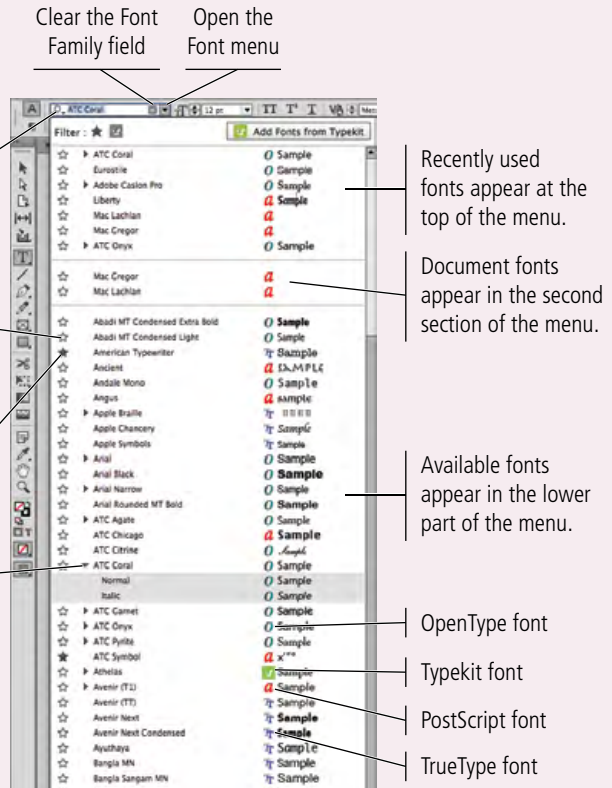 Clear the Font
Family field
Open the
Font menu
ATC Coral
12 pt
Filter :
Add Fonts from Typekit
ATC Coral Sample
Eurostile Sample
Adobe Caslon Pro Sample
Liberty Sample
Mac Lachlan
Mac Gregor
ATC Onyx Sample
Mac Gregor
Mac Lachlan
Abadi MT Condensed Extra Bold Sample
Abadi MT Condensed Light Sample
American Typewriter Sample
Ancient SAMPLE
Andale Mono Sample
Angus sample
Apple Braille
Apple Chancery Sample
Apple Symbols Sample
Arial Sample
Arial Black Sample
Arial Narrow Sample
Arial Rounded MT Bold Sample
ATC Agate Sample
ATC Chicago Sample
ATC Citrine Sample
ATC Coral Sample
Normal Sample
Italic Sample
ATC Garnet Sample
ATC Onyx Sample
ATC Pyrite Sample
ATC Symbol
Athelas Sample
Avenir (T1) Sample
Avenir (TT) Sample
Avenir Next Sample
Avenir Next Condensed Sample
Ayuthaya Sample
Bangla MN Sample
Bangla Sangam MN Sample
Recently used
fonts appear at the
top of the menu.
Document fonts
appear in the second
section of the menu.
Available fonts
appear in the lower
part of the menu.
OpenType font
Typekit font
PostScript font
TrueType font